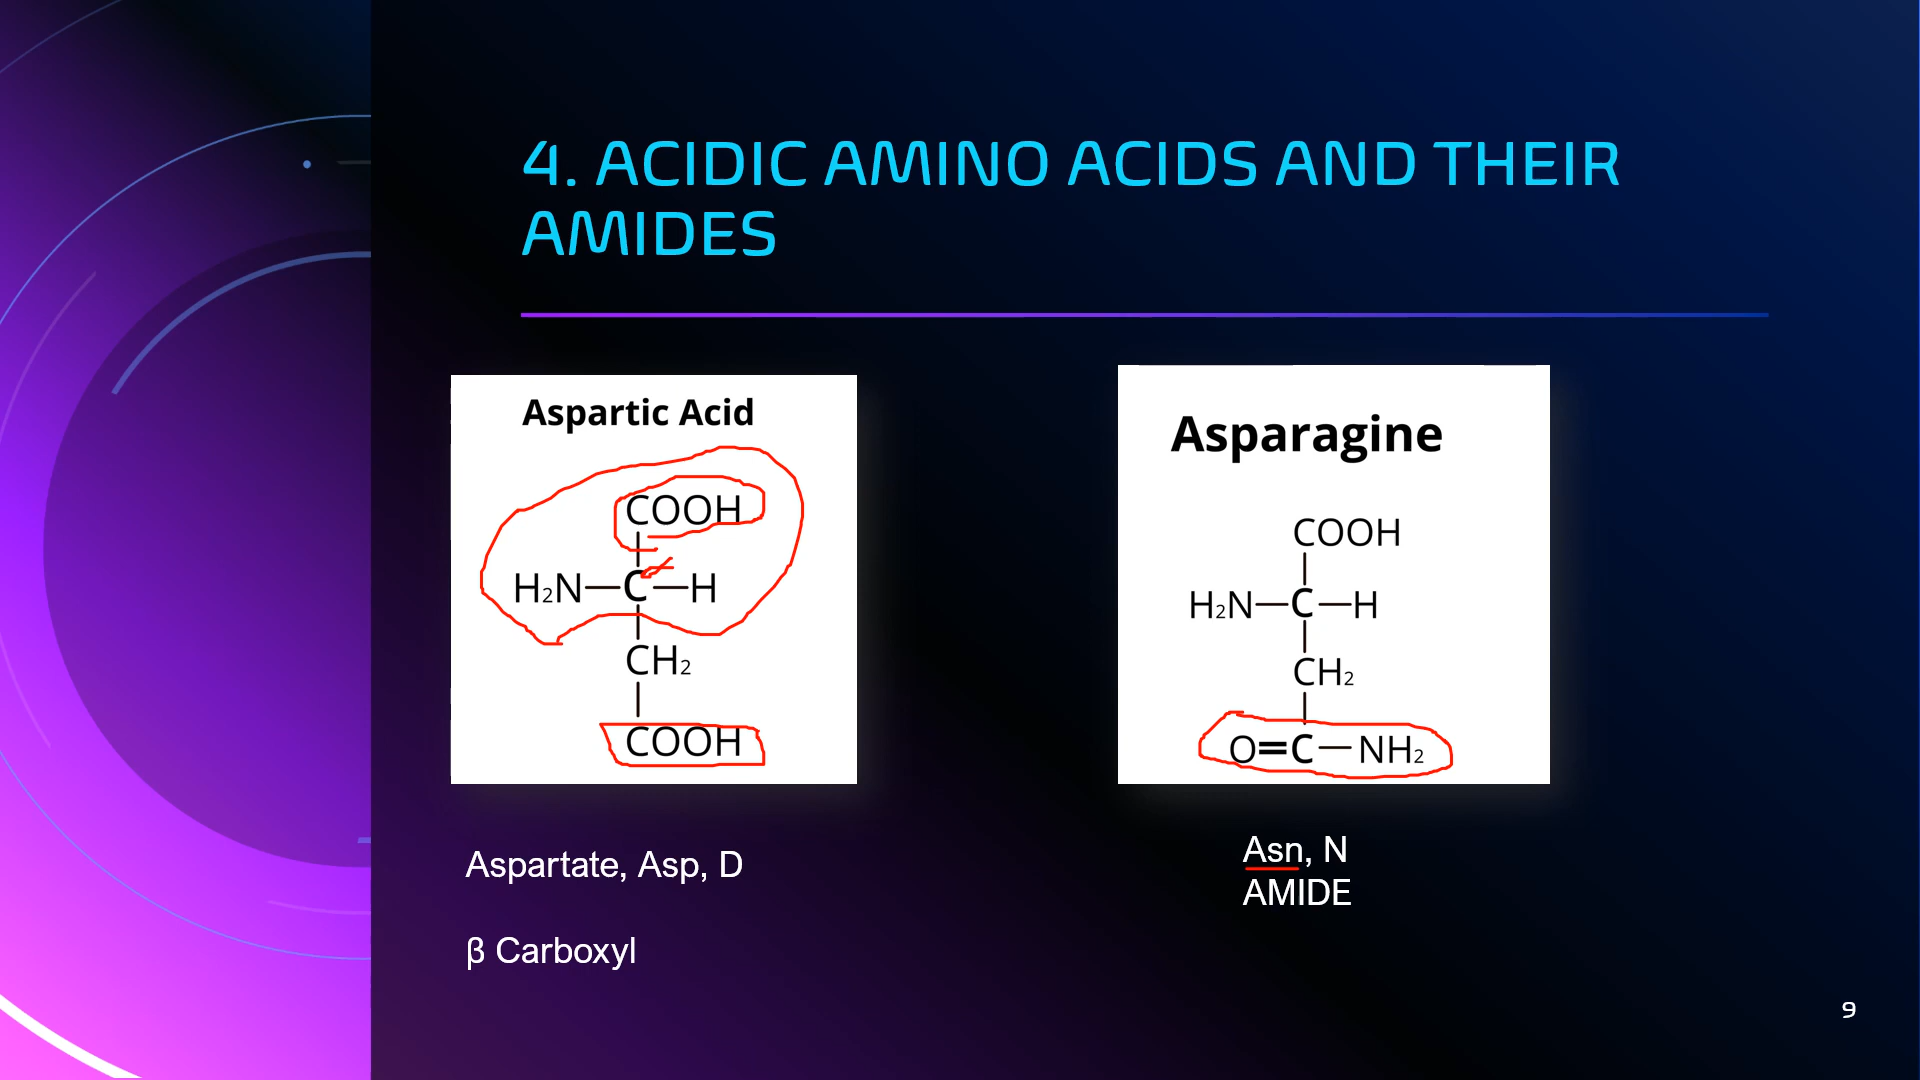 4. ACIDIC AMINO ACIDS AND THEIR
AMIDES
Aspartic Acid
COOH
H₂N—C—H
CH₂
COOH
Aspartate, Asp, D
β Carboxyl
Asparagine
COOH
H₂N—C—H
CH₂
O=C—NH₂
Asn, N
AMIDE
9